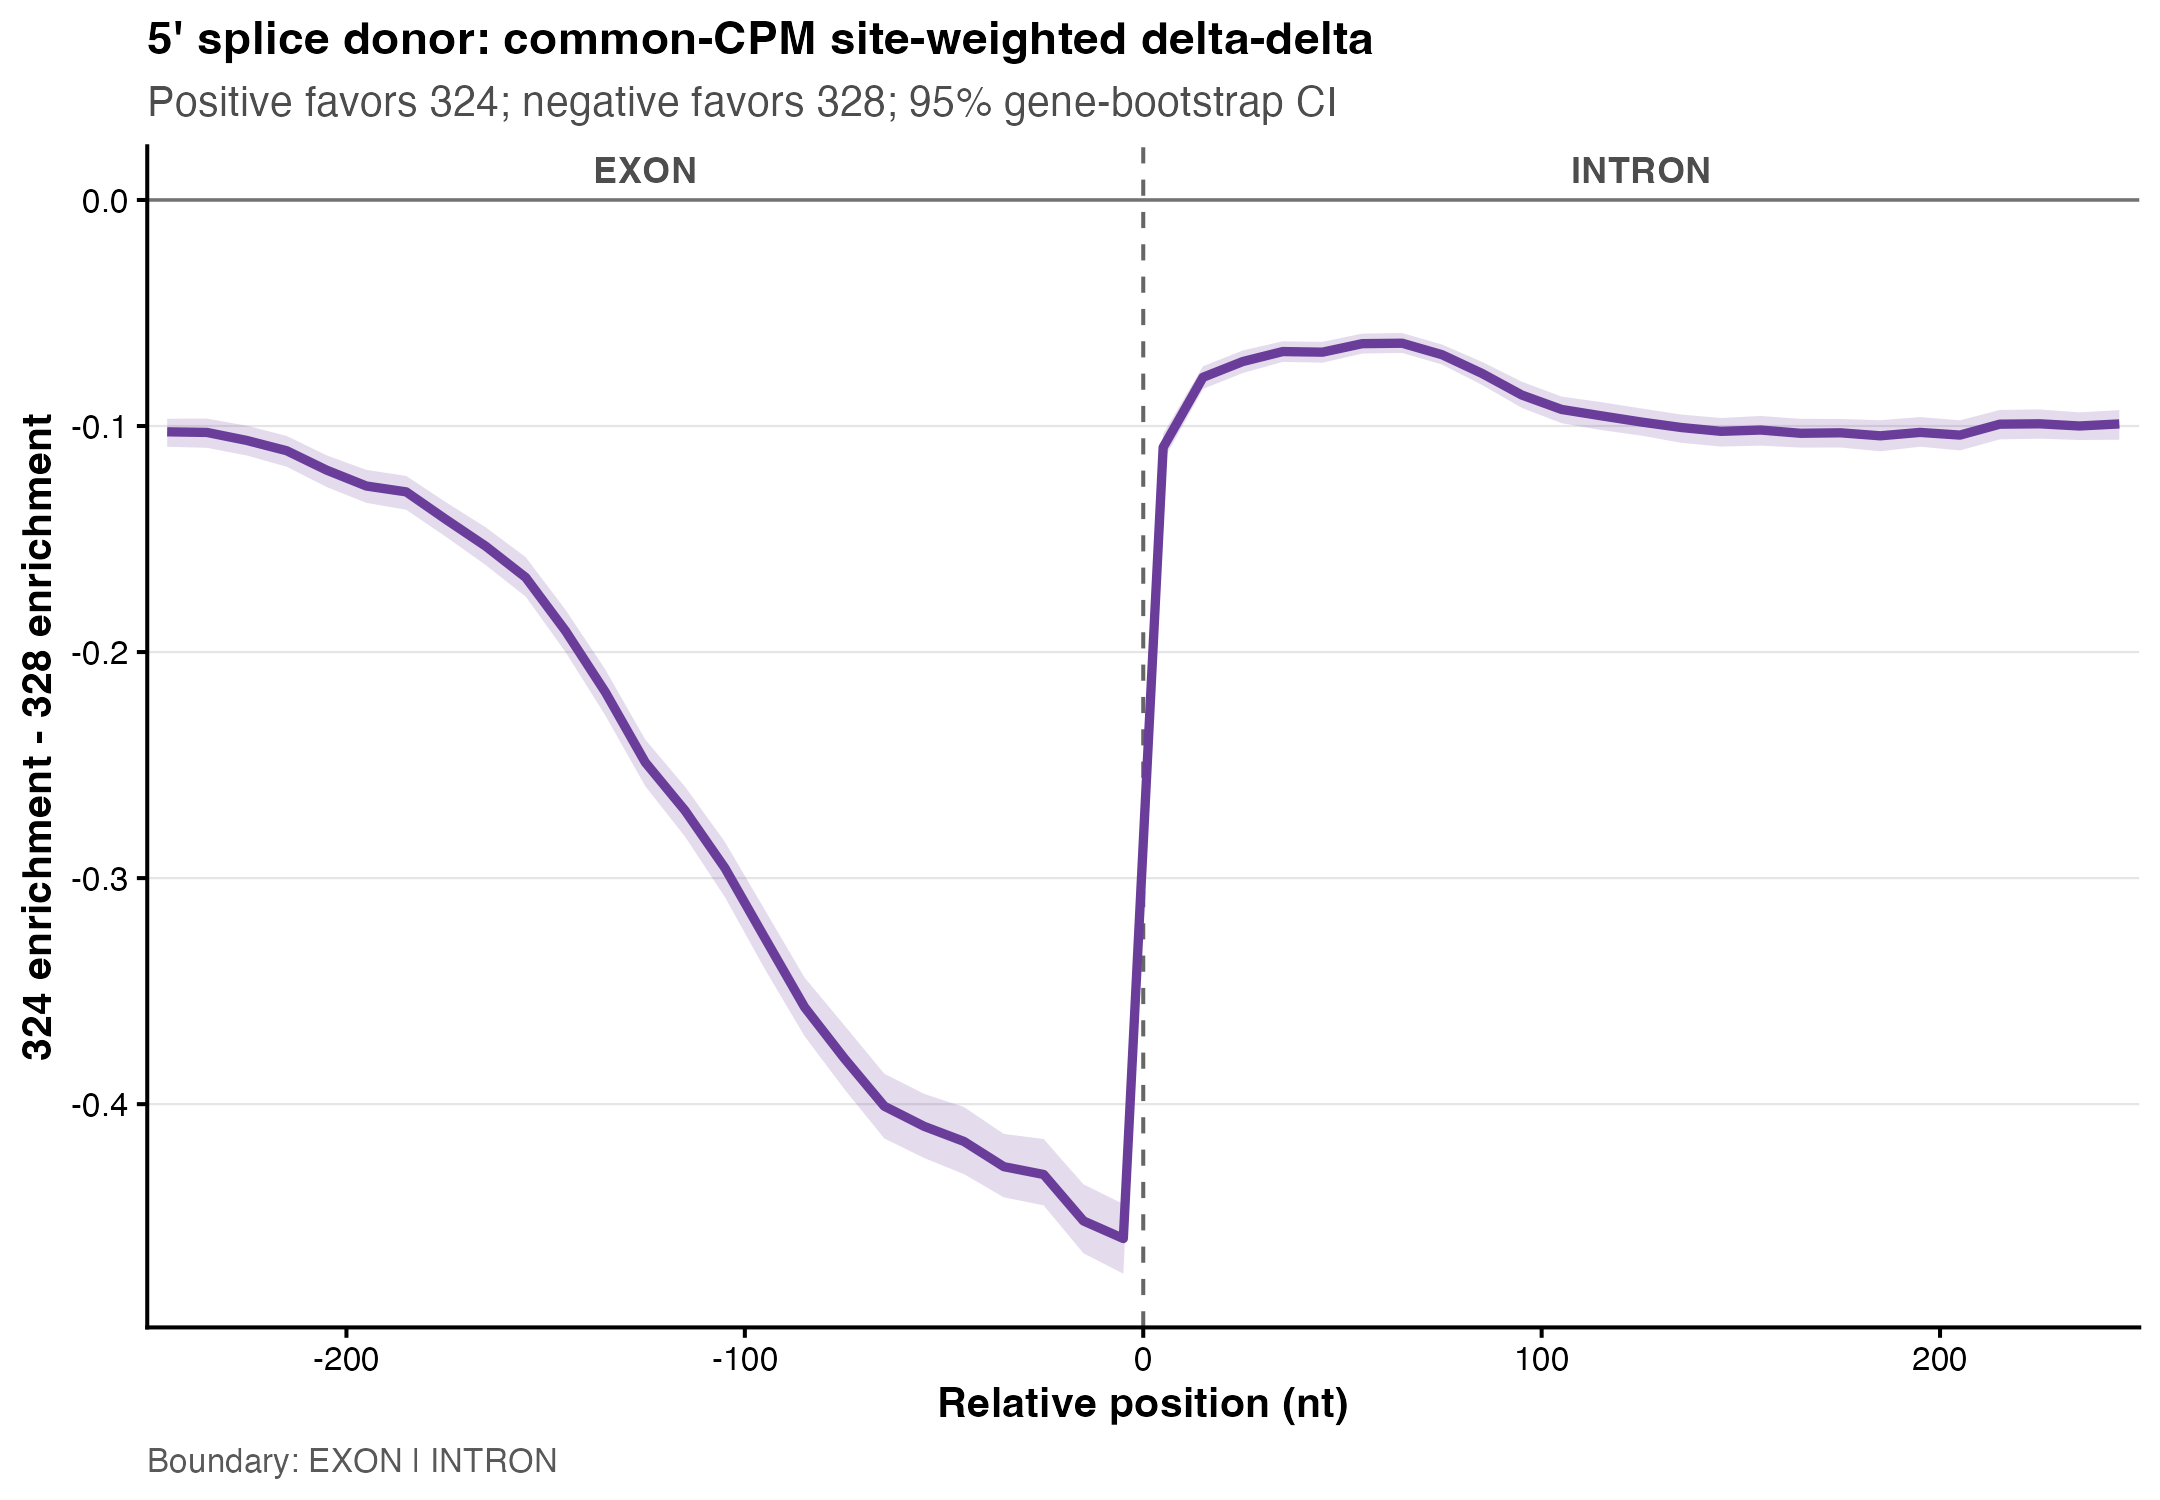 5' splice donor: common-CPM site-weighted delta-delta
Positive favors 324; negative favors 328; 95% gene-bootstrap CI
EXON
INTRON
324 enrichment - 328 enrichment
0.0
-0.1
-0.2
-0.3
-0.4
-200
-100
0
100
200
Relative position (nt)
Boundary: EXON | INTRON